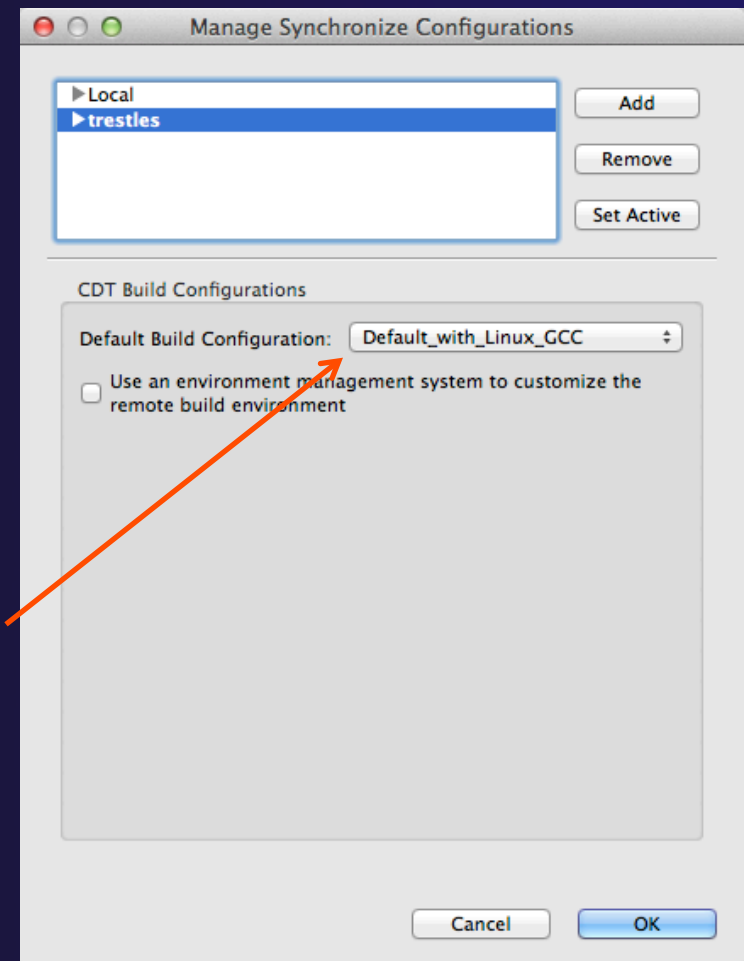 Manage Synchronize Configurations
Local
trestles
Add
Remove
Set Active
CDT Build Configurations
Default Build Configuration: Default_with_Linux_GCC
Use an environment management system to customize the
remote build environment
Cancel
OK